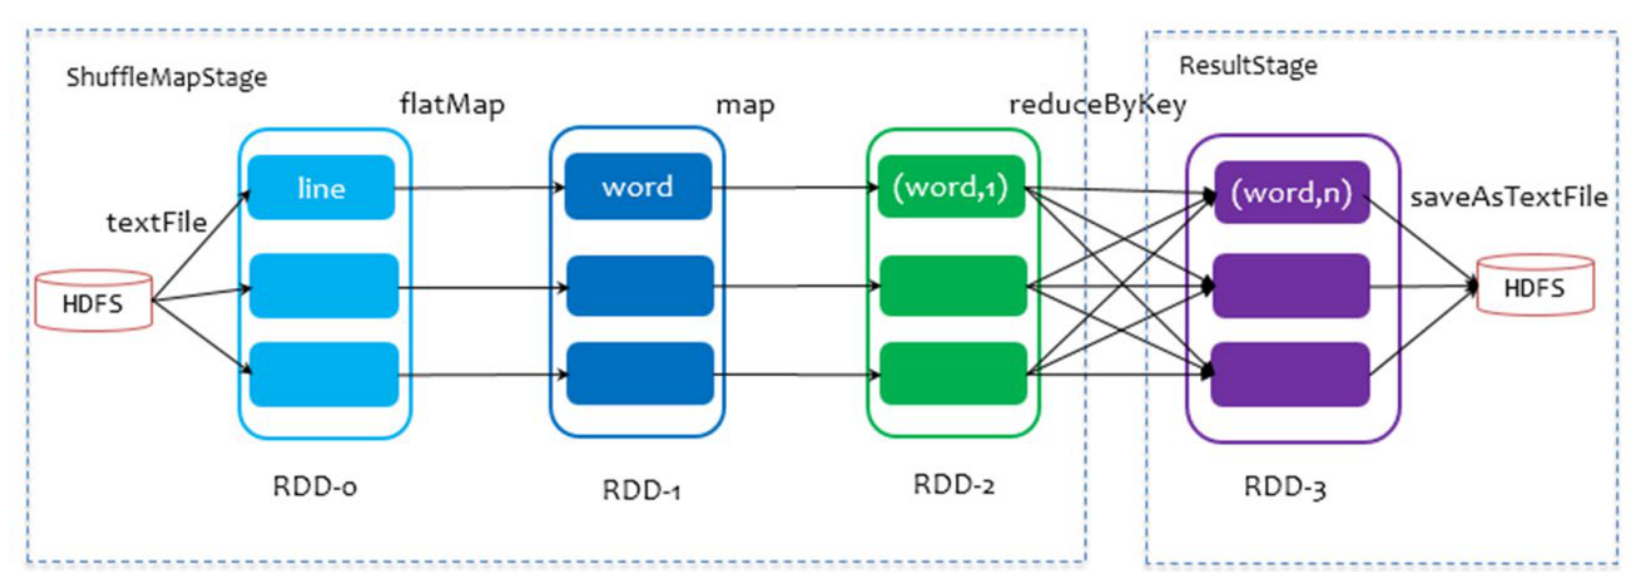 ShuffleMapStage
ResultStage
flatMap
map
reduceByKey
line
word
(word,1)
(word,n)
saveAsTextFile
textFile
HDFS
HDFS
RDD-0
RDD-1
RDD-2
RDD-3